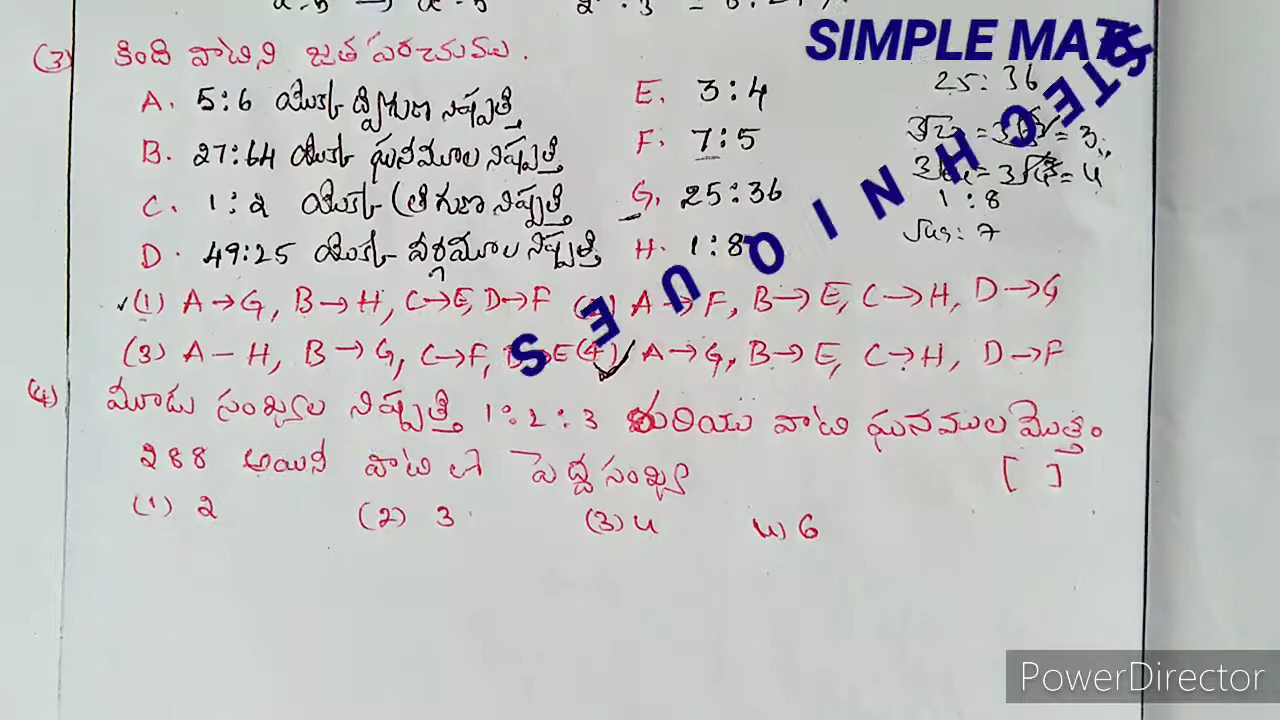 SIMPLE MATHS TECHNIQUES
(3) కింది వాటిని జత పరచుము.
A. 5:6 యొక్క ద్విగుణ నిష్పత్తి E. 3:4
B. 27:64 యొక్క ఘనమూల నిష్పత్తి F. 7:5
C. 1:2 యొక్క త్రిగుణ నిష్పత్తి G. 25:36
D. 49:25 యొక్క వర్గమూల నిష్పత్తి H. 1:8
25:36
1:8
(1) A→G, B→H, C→E, D→F (2) A→F, B→E, C→H, D→G
(3) A–H, B→G, C→F, D→E (4) A→G, B→E, C→H, D→F
(4) మూడు సంఖ్యల నిష్పత్తి 1:2:3 మరియు వాటి ఘనముల మొత్తం
288 అయిన వాటిలో పెద్ద సంఖ్య [ ]
(1) 2 (2) 3 (3) 4 4) 6
PowerDirector